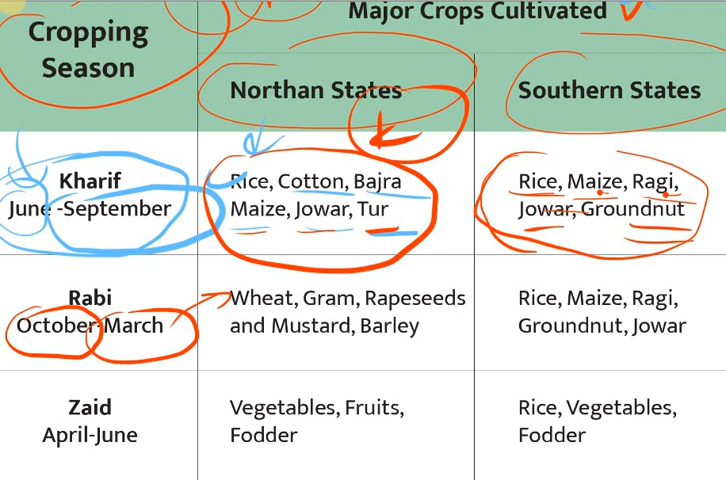 Major Crops Cultivated
Cropping
Season
Northan States
Southern States
Kharif
June -September
Rice, Cotton, Bajra
Maize, Jowar, Tur
Rice, Maize, Ragi,
Jowar, Groundnut
Rabi
October-March
Wheat, Gram, Rapeseeds
and Mustard, Barley
Rice, Maize, Ragi,
Groundnut, Jowar
Zaid
April-June
Vegetables, Fruits,
Fodder
Rice, Vegetables,
Fodder